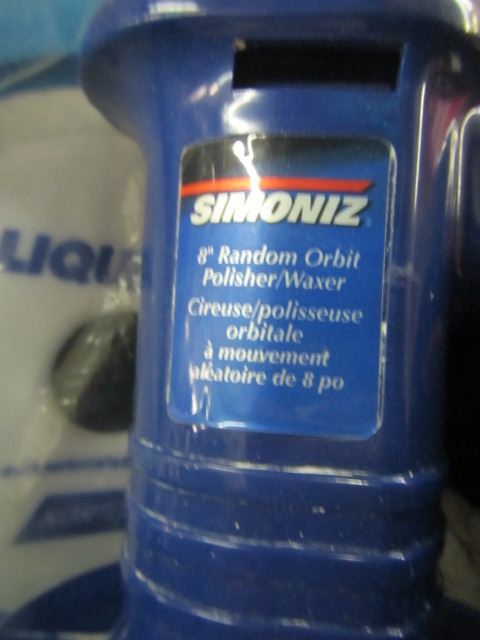 SIMONIZ
8" Random Orbit
Polisher/Waxer
Cireuse/polisseuse
orbitale
à mouvement
aléatoire de 8 po
LIQU